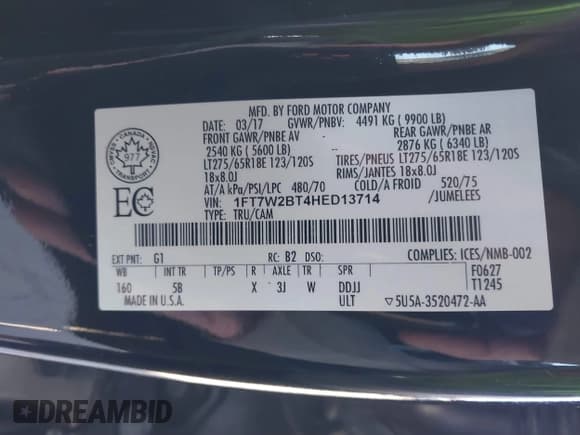 MFD. BY FORD MOTOR COMPANY
DATE: 03/17 GVWR/PNBV: 4491 KG ( 9900 LB)
FRONT GAWR/PNBE AV REAR GAWR/PNBE AR
2540 KG ( 5600 LB) 2876 KG ( 6340 LB)
LT275/65R18E 123/120S TIRES/PNEUS LT275/65R18E 123/120S
18x8.0J RIMS/JANTES 18x8.0J
AT/A kPa/PSI/LPC 480/70 COLD/A FROID 520/75
VIN: 1FT7W2BT4HED13714 /JUMELEES
TYPE: TRU/CAM
CANADA
977
TRANSPORT
EC
EXT PNT: G1 RC: B2 DSO: COMPLIES: ICES/NMB-002
WB INT TR TP/PS R AXLE TR SPR F0627
160 5B X 3J W DDJJ T1245
MADE IN U.S.A. ULT ▽5U5A-3520472-AA
DREAMBID